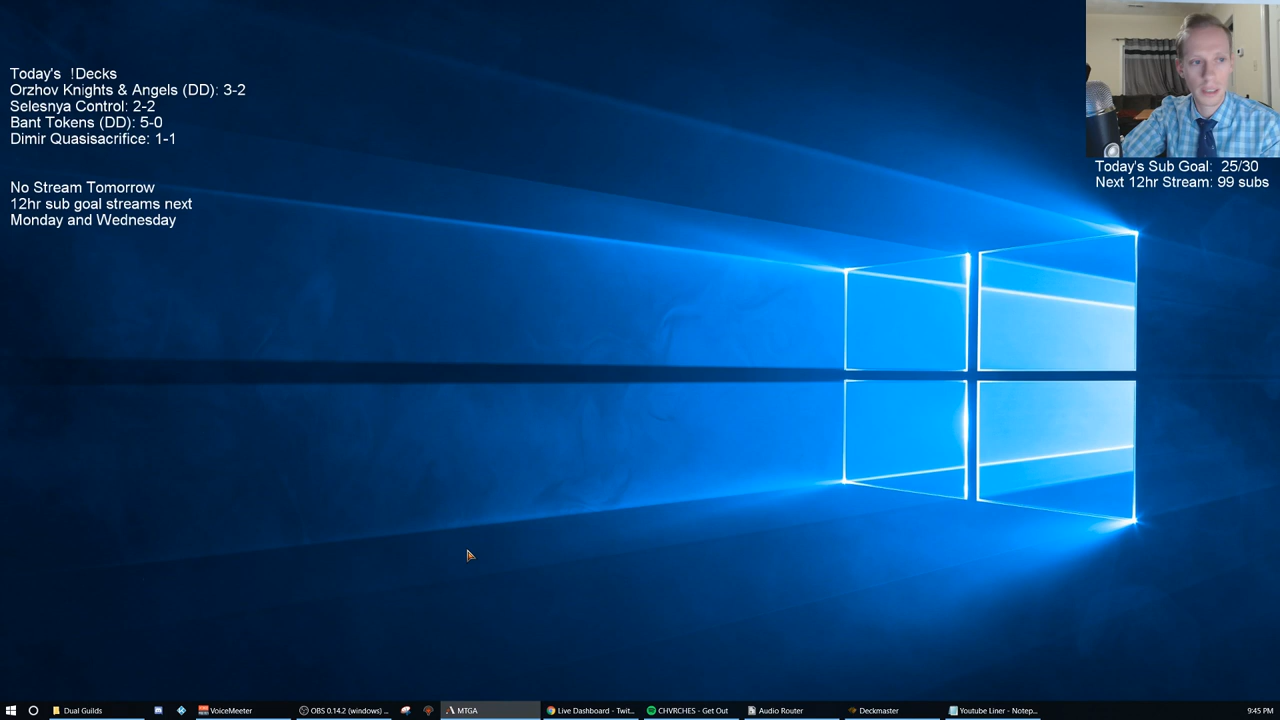 Today's !Decks
Orzhov Knights & Angels (DD): 3-2
Selesnya Control: 2-2
Bant Tokens (DD): 5-0
Dimir Quasisacrifice: 1-1
No Stream Tomorrow
12hr sub goal streams next
Monday and Wednesday
Today's Sub Goal: 25/30
Next 12hr Stream: 99 subs
Dual Guilds
VoiceMeeter
OBS 0.14.2 (windows) ...
MTGA
Live Dashboard - Twit...
CHVRCHES - Get Out
Audio Router
Deckmaster
Youtube Liner - Notep...
9:45 PM